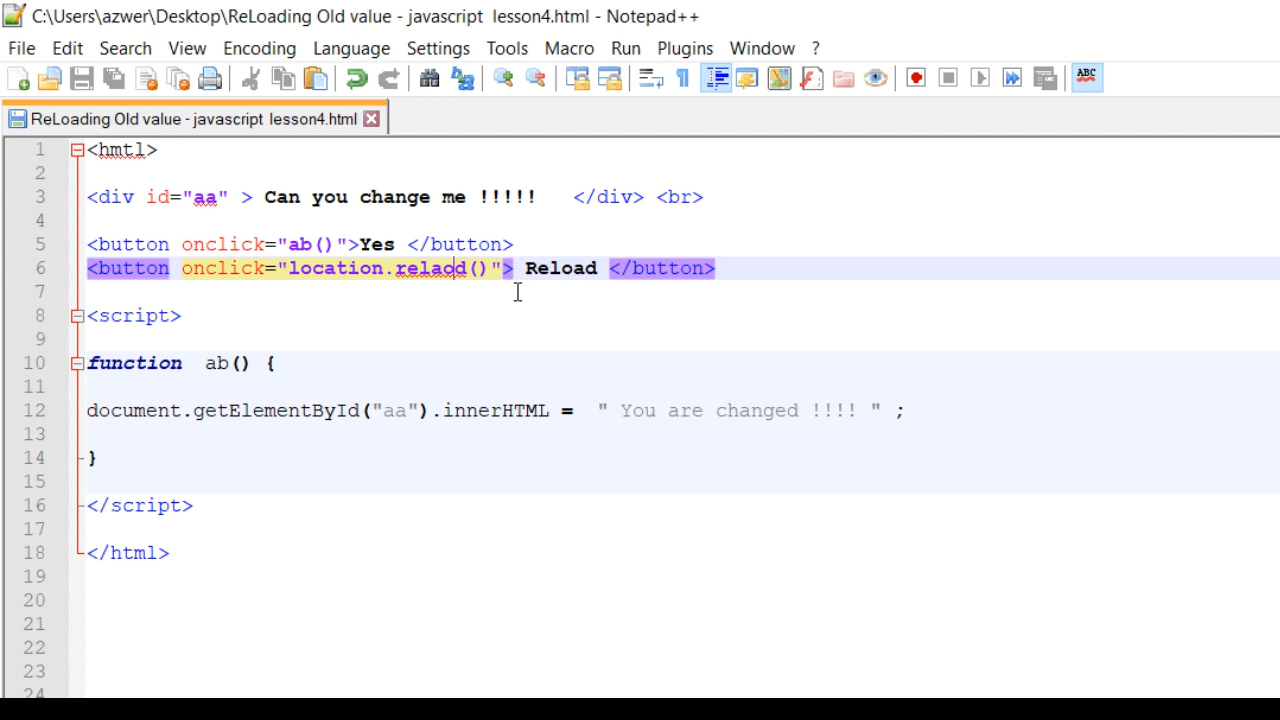 C:\Users\azwer\Desktop\ReLoading Old value - javascript lesson4.html - Notepad++
File Edit Search View Encoding Language Settings Tools Macro Run Plugins Window ?
ABC
ReLoading Old value - javascript lesson4.html
1 <hmtl>
2
3 <div id="aa" > Can you change me !!!!! </div> <br>
4
5 <button onclick="ab()">Yes </button>
6 <button onclick="location.relaod()"> Reload </button>
7
8 <script>
9
10 function ab() {
11
12 document.getElementById("aa").innerHTML = " You are changed !!!! " ;
13
14 }
15
16 </script>
17
18 </html>
19
20
21
22
23
24